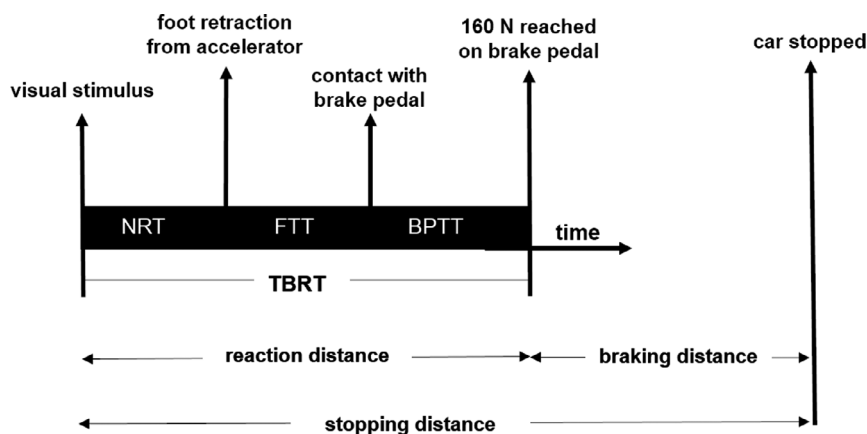 foot retraction
from accelerator
160 N reached
on brake pedal
car stopped
visual stimulus
contact with
brake pedal
NRT
FTT
BPTT
time
TBRT
reaction distance
braking distance
stopping distance